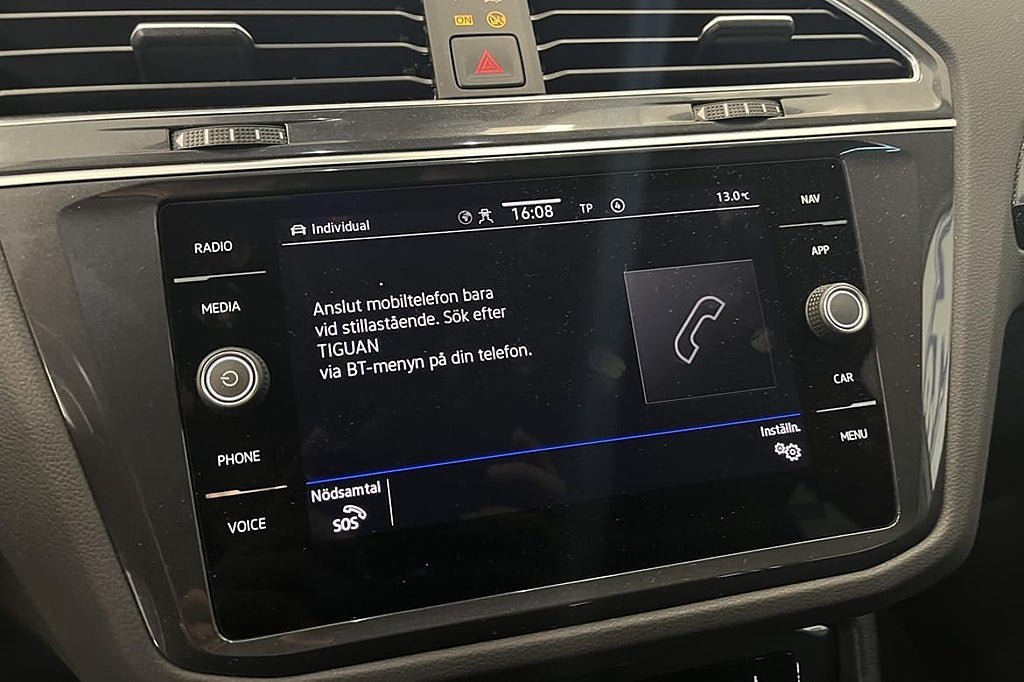 ON
Individual
16:08
TP
4
13.0°C
RADIO
MEDIA
PHONE
VOICE
Anslut mobiltelefon bara
vid stillastående. Sök efter
TIGUAN
via BT-menyn på din telefon.
Nödsamtal
SOS
Inställn.
NAV
APP
CAR
MENU